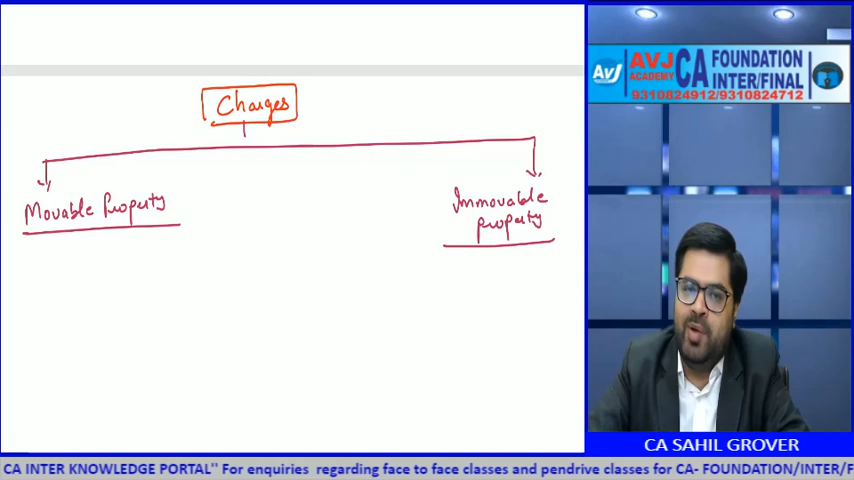 Charges
Movable Property
Immovable
property
AVJ
AVJ
ACADEMY
CA
FOUNDATION
INTER/FINAL
9310824912/9310824712
CA SAHIL GROVER
CA INTER KNOWLEDGE PORTAL" For enquiries regarding face to face classes and pendrive classes for CA- FOUNDATION/INTER/F